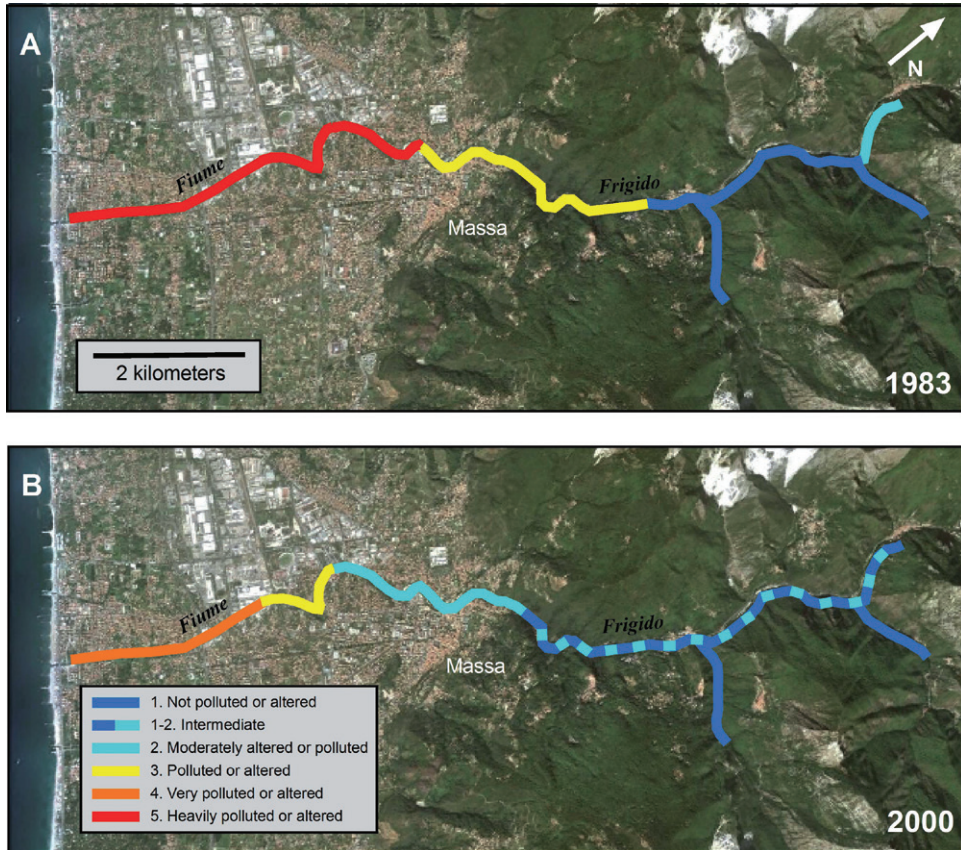 A
N
Fiume
Frigido
Massa
2 kilometers
1983
B
Fiume
Frigido
Massa
1. Not polluted or altered
1-2. Intermediate
2. Moderately altered or polluted
3. Polluted or altered
4. Very polluted or altered
5. Heavily polluted or altered
2000